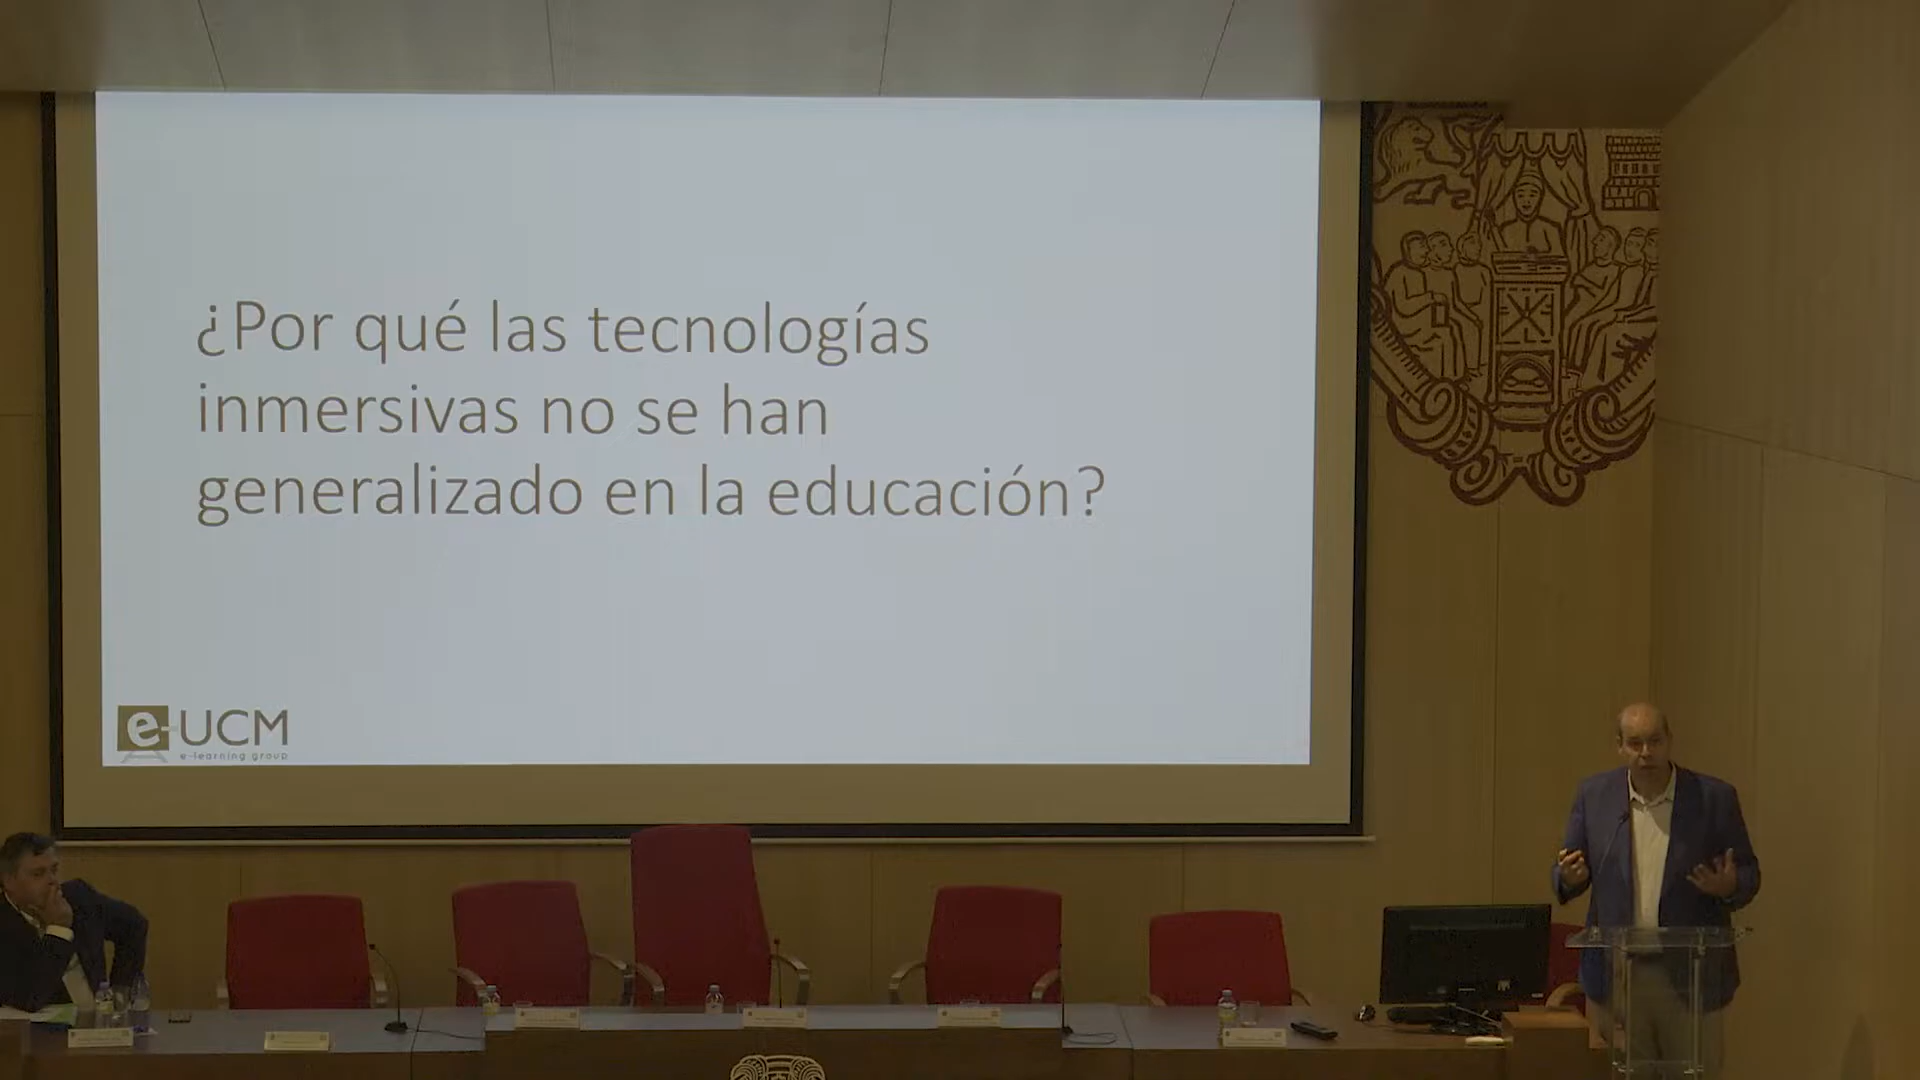 ¿Por qué las tecnologías
inmersivas no se han
generalizado en la educación?
e-UCM
e-learning group